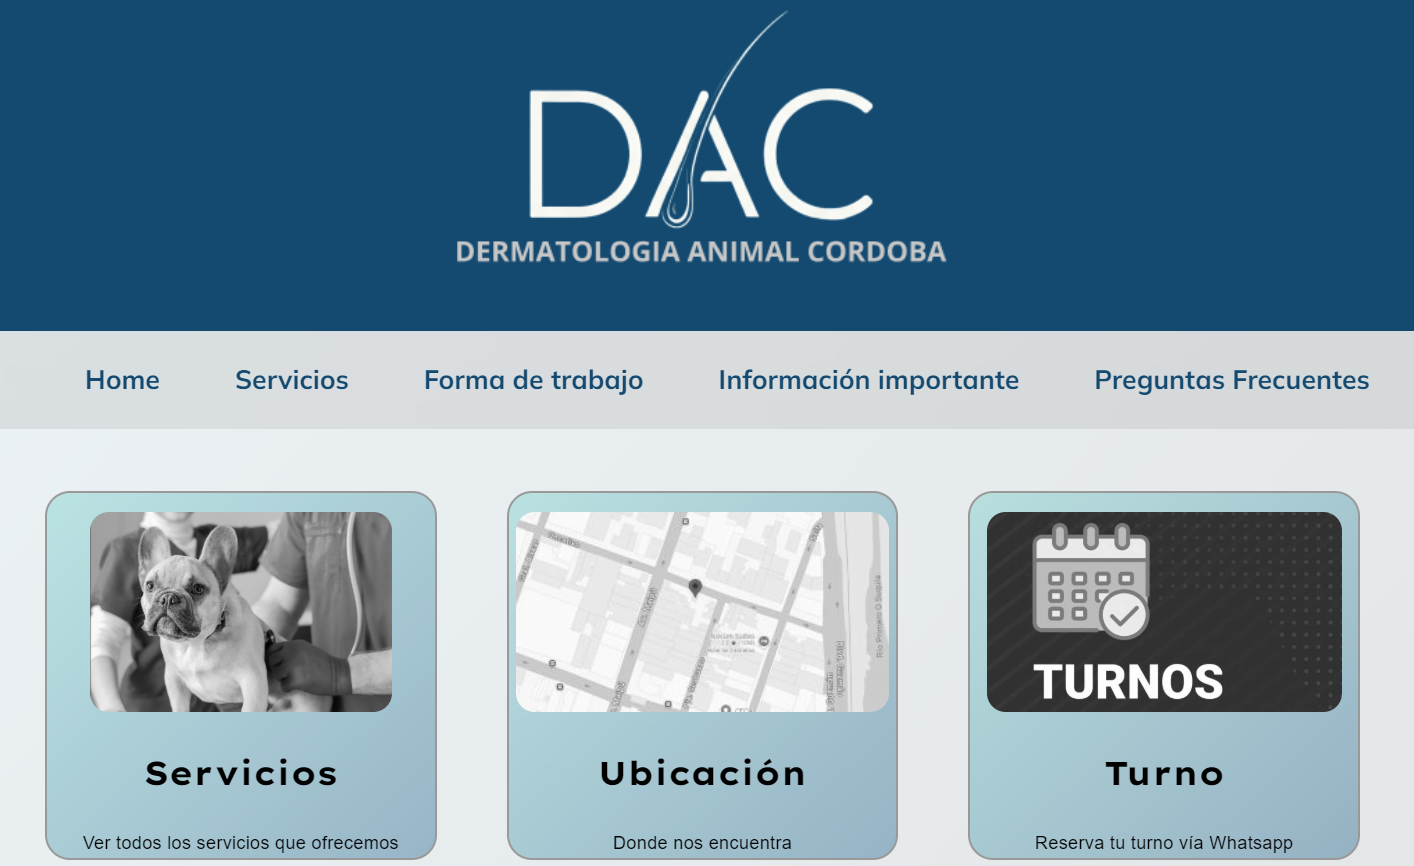 DAC
DERMATOLOGIA ANIMAL CORDOBA
Home Servicios Forma de trabajo Información importante Preguntas Frecuentes
TURNOS
Servicios Ubicación Turno
Ver todos los servicios que ofrecemos Donde nos encuentra Reserva tu turno vía Whatsapp